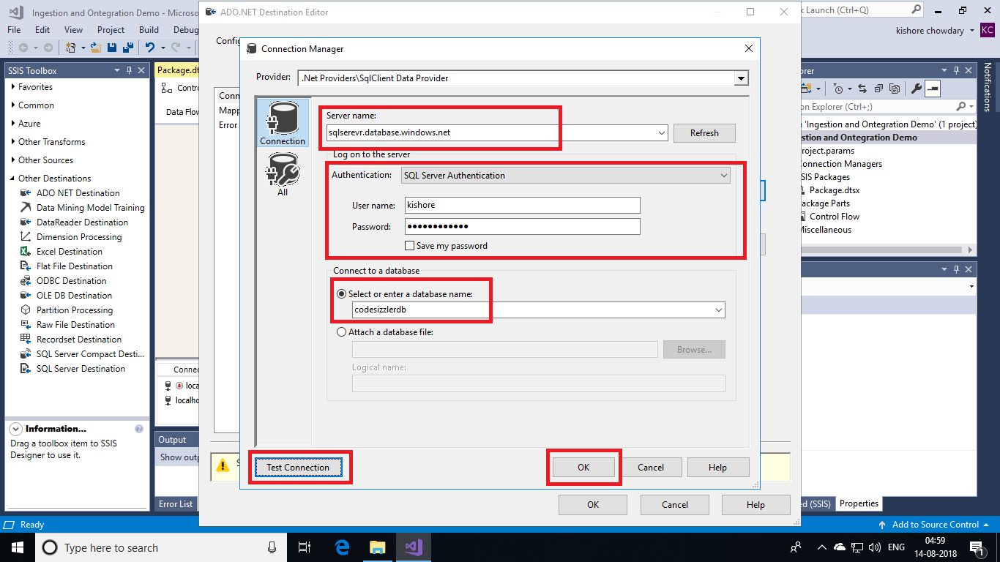 Ingestion and Ontegration Demo - Microso
ADO.NET Destination Editor
k Launch (Ctrl+Q)
File Edit View Project Build Debug
kishore chowdary KC
Config
Connection Manager
SSIS Toolbox
Package.dt
orer
Notifications
Provider: .Net Providers\SqlClient Data Provider
Favorites
Contr
Common
Data Flow
Conn
Mapp
Error
on Explorer (Ctrl+;)
Azure
Other Transforms
Other Sources
Other Destinations
ADO NET Destination
Data Mining Model Training
DataReader Destination
Dimension Processing
Excel Destination
Flat File Destination
ODBC Destination
OLE DB Destination
Partition Processing
Raw File Destination
Recordset Destination
SQL Server Compact Desti...
SQL Server Destination
Connection
All
Server name:
sqlserevr.database.windows.net
Refresh
Log on to the server
Authentication: SQL Server Authentication
User name: kishore
Password: ●●●●●●●●●●●●
Save my password
Connect to a database
Select or enter a database name:
codesizzlerdb
Attach a database file:
Browse...
Logical name:
Test Connection
OK
Cancel
Help
n 'Ingestion and Ontegration Demo' (1 project)
gestion and Ontegration Demo
roject.params
onnection Managers
SIS Packages
Package.dtsx
ackage Parts
Control Flow
Miscellaneous
Connec
loca
localho
Information...
Drag a toolbox item to SSIS
Designer to use it.
Output
Show outp
S
Error List
OK
Cancel
Help
ed (SSIS)
Properties
Ready
Add to Source Control
Type here to search
ENG
04:59
14-08-2018
1